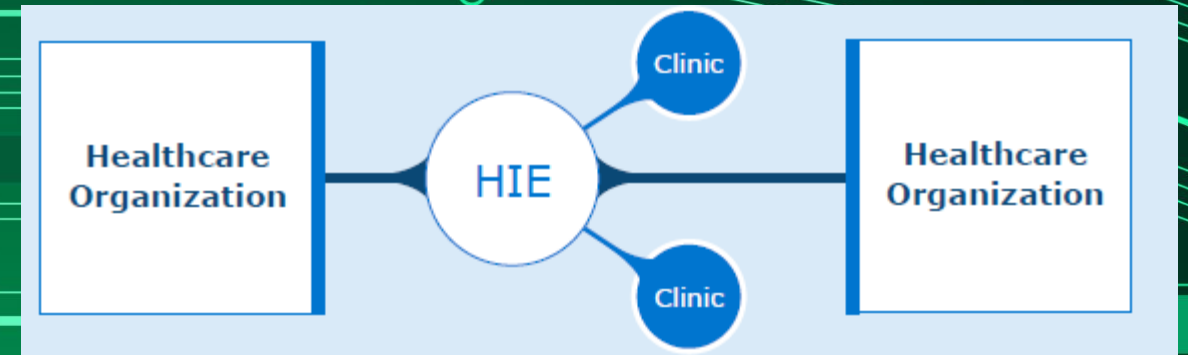 Healthcare
Organization
HIE
Clinic
Clinic
Healthcare
Organization